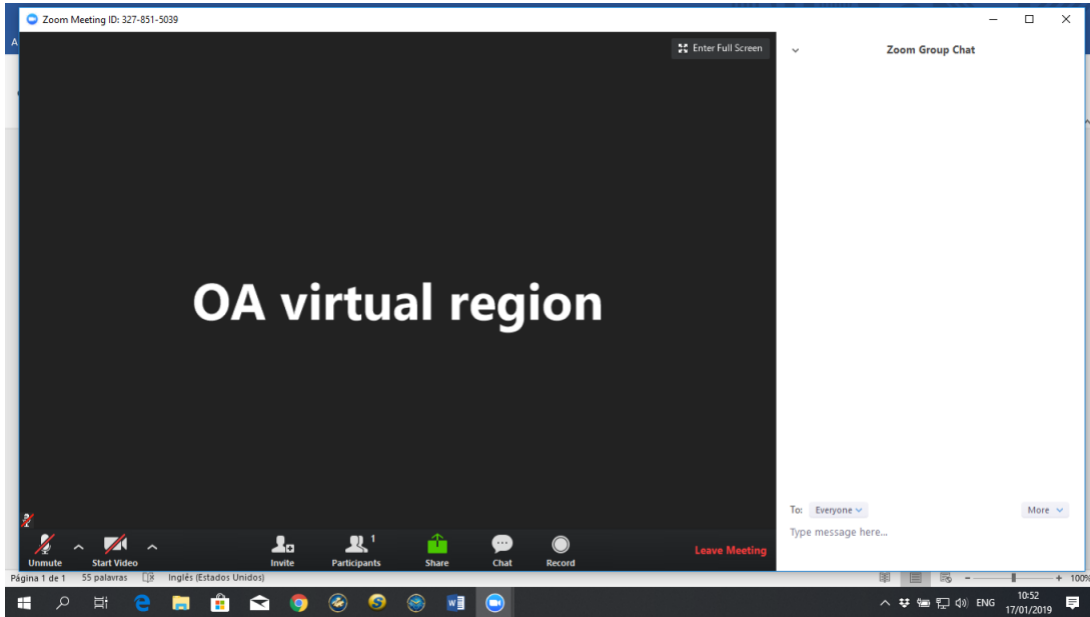 Zoom Meeting ID: 327-851-5039
Enter Full Screen
Zoom Group Chat
OA virtual region
To: Everyone
More
Type message here...
Unmute
Start Video
Invite
Participants 1
Share
Chat
Record
Leave Meeting
Página 1 de 1 55 palavras Inglês (Estados Unidos)
- + 100%
ENG
10:52
17/01/2019